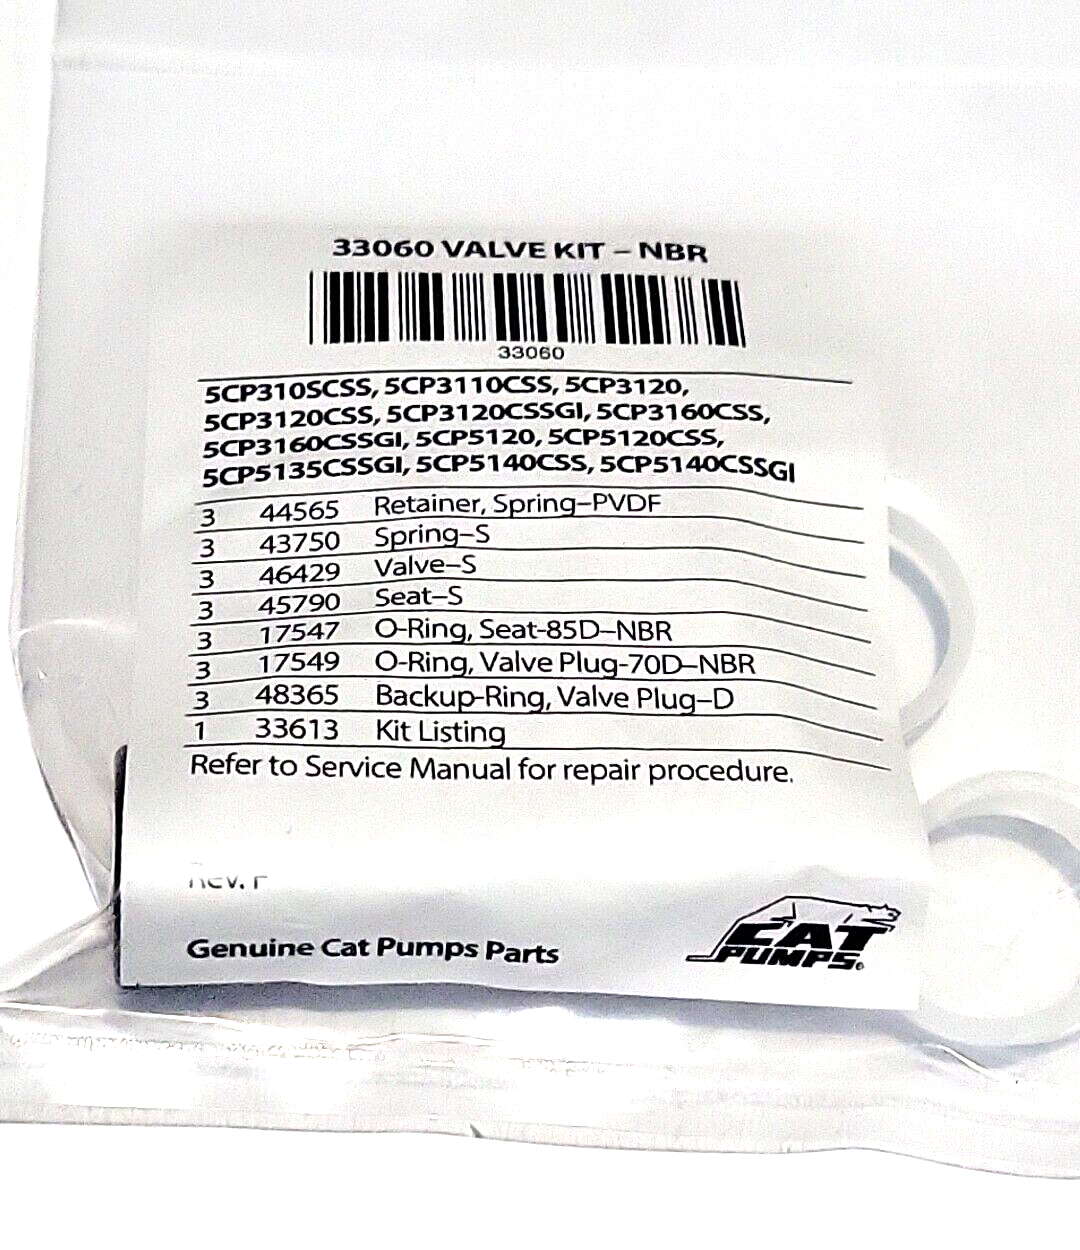 33060 VALVE KIT – NBR
33060
5CP310SCSS, 5CP3110CSS, 5CP3120,
5CP3120CSS, 5CP3120CSSGI, 5CP3160CSS,
5CP3160CSSGI, 5CP5120, 5CP5120CSS,
5CP5135CSSGI, 5CP5140CSS, 5CP5140CSSGI
3 44565 Retainer, Spring–PVDF
3 43750 Spring–S
3 46429 Valve–S
3 45790 Seat–S
3 17547 O-Ring, Seat-85D–NBR
3 17549 O-Ring, Valve Plug-70D–NBR
3 48365 Backup-Ring, Valve Plug–D
1 33613 Kit Listing
Refer to Service Manual for repair procedure.
Rev.
Genuine Cat Pumps Parts
CAT
PUMPS®